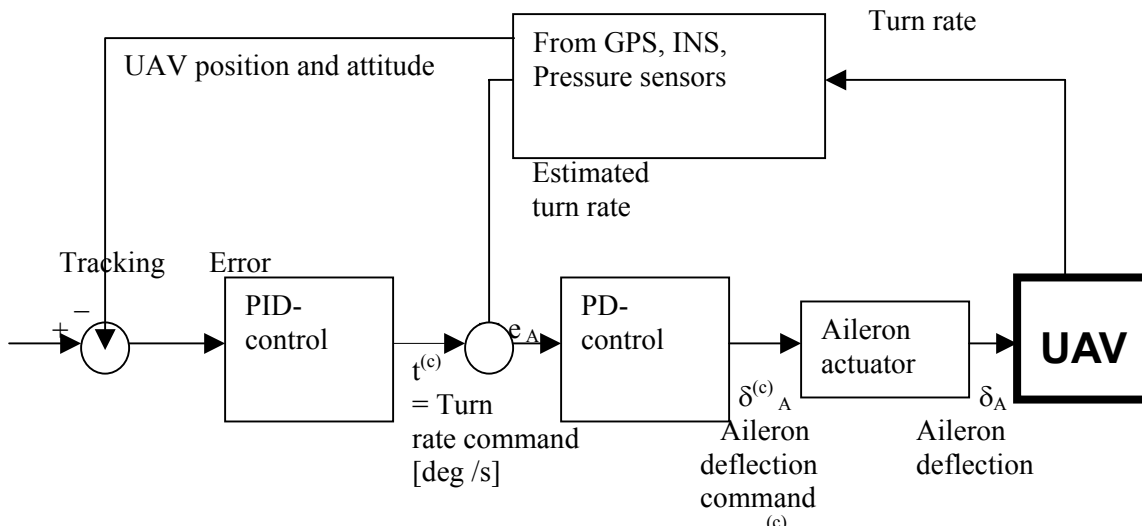 Turn rate
From GPS, INS,
Pressure sensors
UAV position and attitude
Estimated
turn rate
Tracking Error
+ −
PID-
control
e A
PD-
control
Aileron
actuator
UAV
t(c)
= Turn
rate command
[deg /s]
δ(c) A
Aileron
deflection
command
δA
Aileron
deflection
(c)